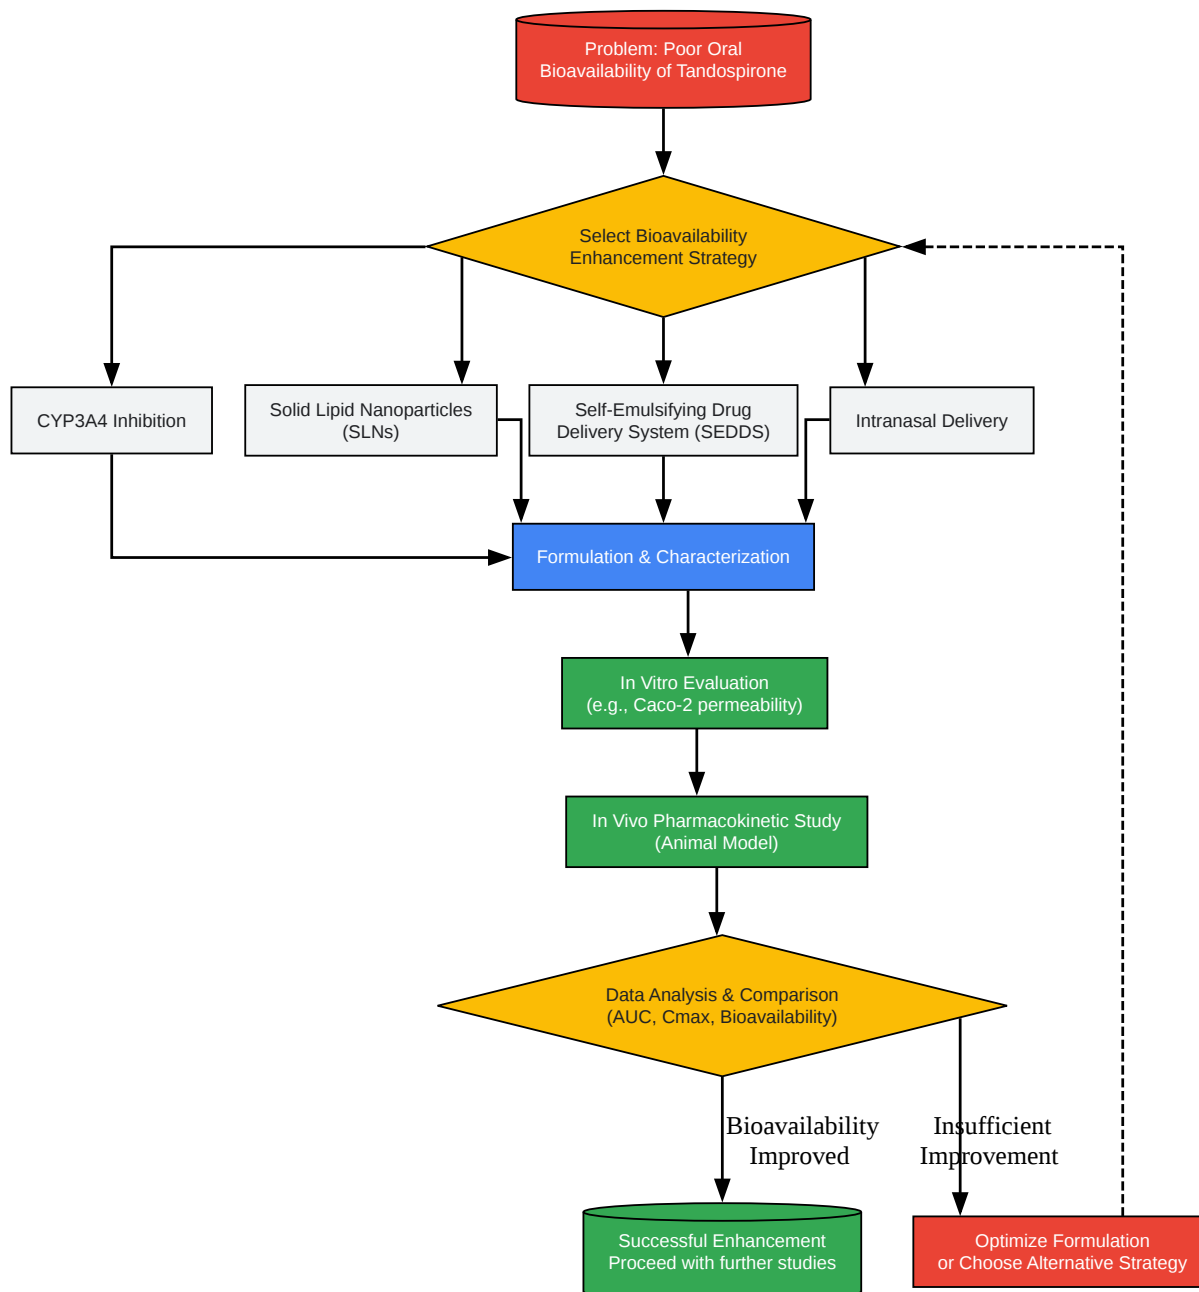 Problem: Poor Oral
Bioavailability of Tandospirone
Select Bioavailability
Enhancement Strategy
CYP3A4 Inhibition
Solid Lipid Nanoparticles
(SLNs)
Self-Emulsifying Drug
Delivery System (SEDDS)
Intranasal Delivery
Formulation & Characterization
In Vitro Evaluation
(e.g., Caco-2 permeability)
In Vivo Pharmacokinetic Study
(Animal Model)
Data Analysis & Comparison
(AUC, Cmax, Bioavailability)
Bioavailability
Improved
Insufficient
Improvement
Successful Enhancement
Proceed with further studies
Optimize Formulation
or Choose Alternative Strategy